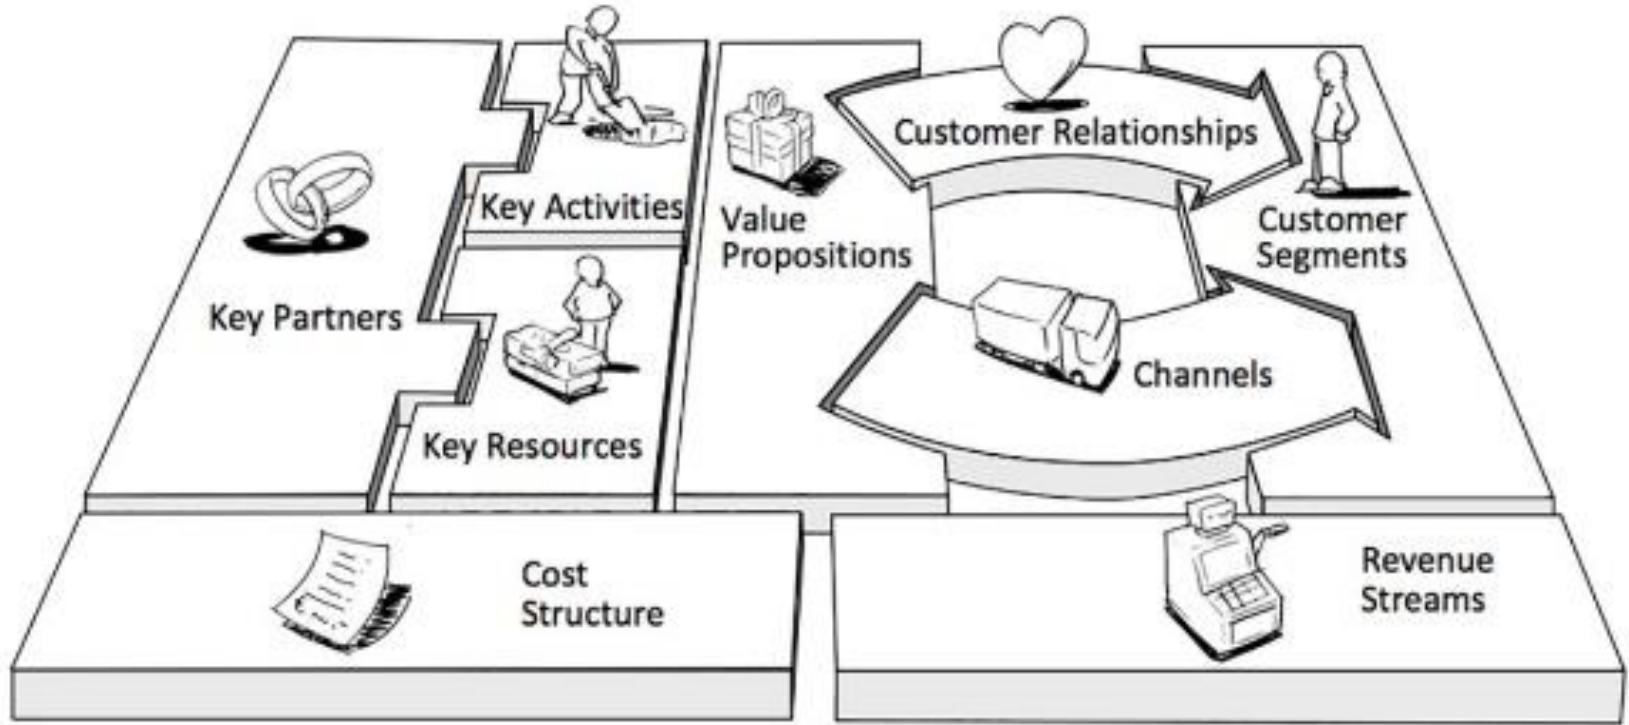 Key Partners
Key Activities
Key Resources
Value
Propositions
Customer Relationships
Channels
Customer
Segments
Cost
Structure
Revenue
Streams